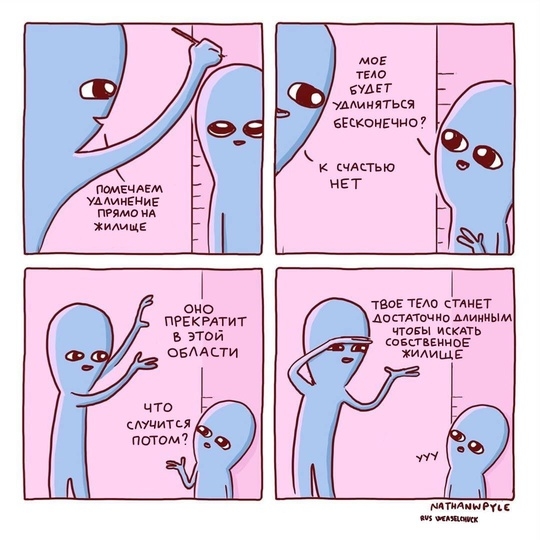 ПОМЕЧАЕМ
УДЛИНЕНИЕ
ПРЯМО НА
ЖИЛИЩЕ
МОЕ
ТЕЛО
БУДЕТ
УДЛИНЯТЬСЯ
БЕСКОНЕЧНО?
К СЧАСТЬЮ
НЕТ
ОНО
ПРЕКРАТИТ
В ЭТОЙ
ОБЛАСТИ
ЧТО
СЛУЧИТСЯ
ПОТОМ?
ТВОЕ ТЕЛО СТАНЕТ
ДОСТАТОЧНО ДЛИННЫМ
ЧТОБЫ ИСКАТЬ
СОБСТВЕННОЕ
ЖИЛИЩЕ
УУУ
NATHANWPYLE
RUS WEASELCHUCK